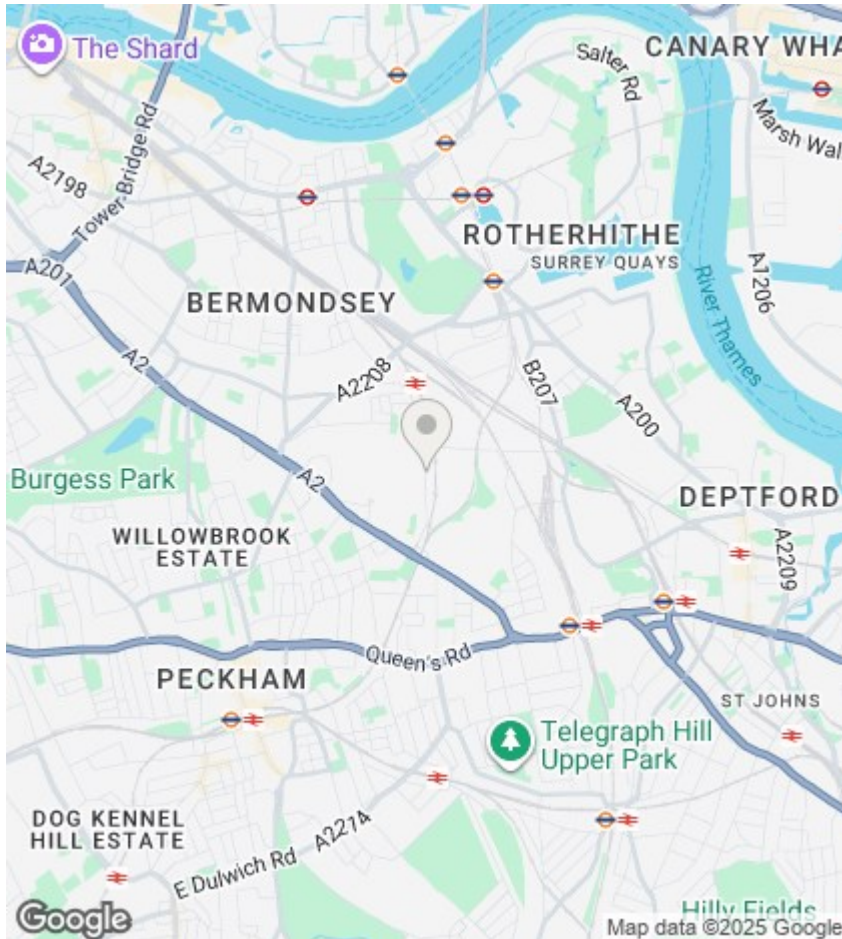 The Shard
CANARY WHA
Salter Rd
Marsh Wal
A2198
Tower Bridge Rd
ROTHERHITHE
SURREY QUAYS
A201
A1206
River Thames
BERMONDSEY
A2
A2208
B207
A200
A2
Burgess Park
DEPTFORD
WILLOWBROOK
ESTATE
A2209
Queen's Rd
PECKHAM
ST JOHNS
Telegraph Hill
Upper Park
DOG KENNEL
HILL ESTATE
A2214
E Dulwich Rd
Hilly Fields
Google
Map data ©2025 Google